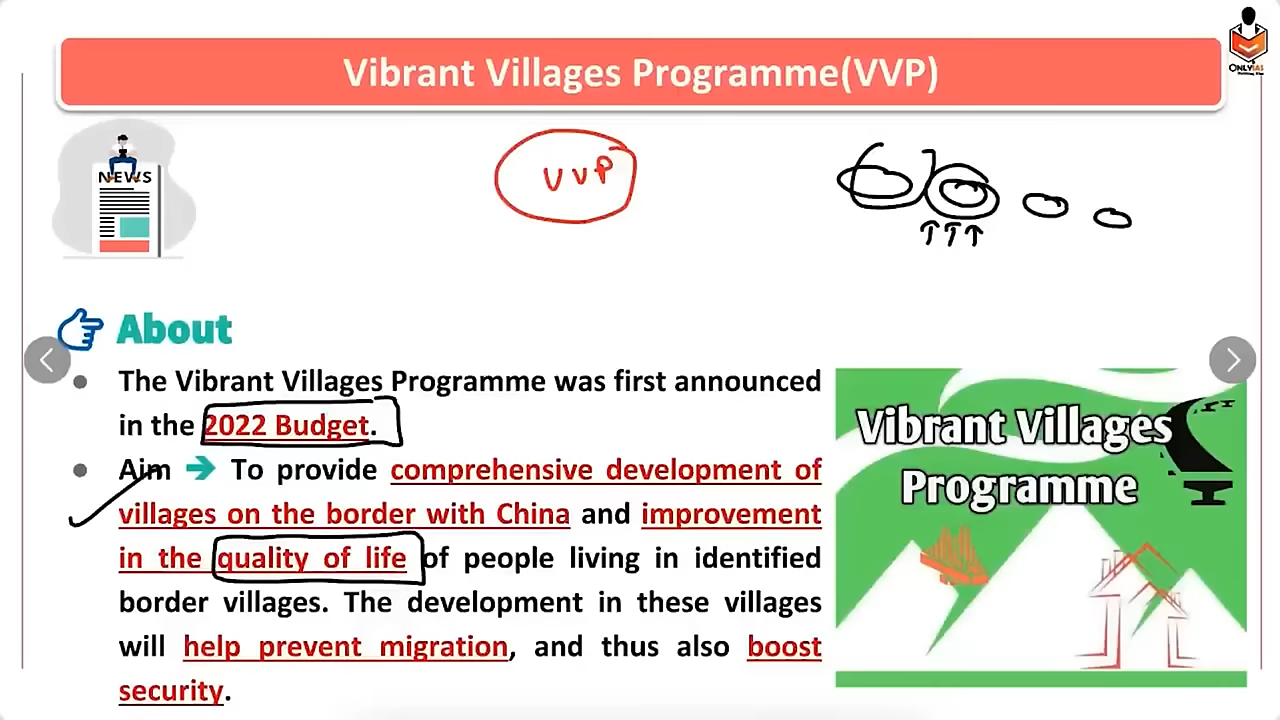 ONLYIAS
Vibrant Villages Programme(VVP)
NEWS
VVP
About
The Vibrant Villages Programme was first announced
in the 2022 Budget.
Aim ➔ To provide comprehensive development of
villages on the border with China and improvement
in the quality of life of people living in identified
border villages. The development in these villages
will help prevent migration, and thus also boost
security.
Vibrant Villages
Programme